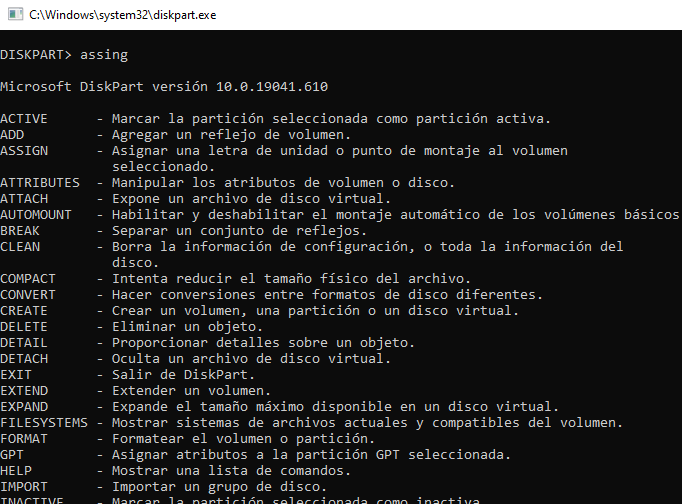 C:\Windows\system32\diskpart.exe
DISKPART> assing
Microsoft DiskPart versión 10.0.19041.610
ACTIVE - Marcar la partición seleccionada como partición activa.
ADD - Agregar un reflejo de volumen.
ASSIGN - Asignar una letra de unidad o punto de montaje al volumen
seleccionado.
ATTRIBUTES - Manipular los atributos de volumen o disco.
ATTACH - Expone un archivo de disco virtual.
AUTOMOUNT - Habilitar y deshabilitar el montaje automático de los volúmenes básicos
BREAK - Separar un conjunto de reflejos.
CLEAN - Borra la información de configuración, o toda la información del
disco.
COMPACT - Intenta reducir el tamaño físico del archivo.
CONVERT - Hacer conversiones entre formatos de disco diferentes.
CREATE - Crear un volumen, una partición o un disco virtual.
DELETE - Eliminar un objeto.
DETAIL - Proporcionar detalles sobre un objeto.
DETACH - Oculta un archivo de disco virtual.
EXIT - Salir de DiskPart.
EXTEND - Extender un volumen.
EXPAND - Expande el tamaño máximo disponible en un disco virtual.
FILESYSTEMS - Mostrar sistemas de archivos actuales y compatibles del volumen.
FORMAT - Formatear el volumen o partición.
GPT - Asignar atributos a la partición GPT seleccionada.
HELP - Mostrar una lista de comandos.
IMPORT - Importar un grupo de disco.
INACTIVE - Marcar la partición seleccionada como inactiva.